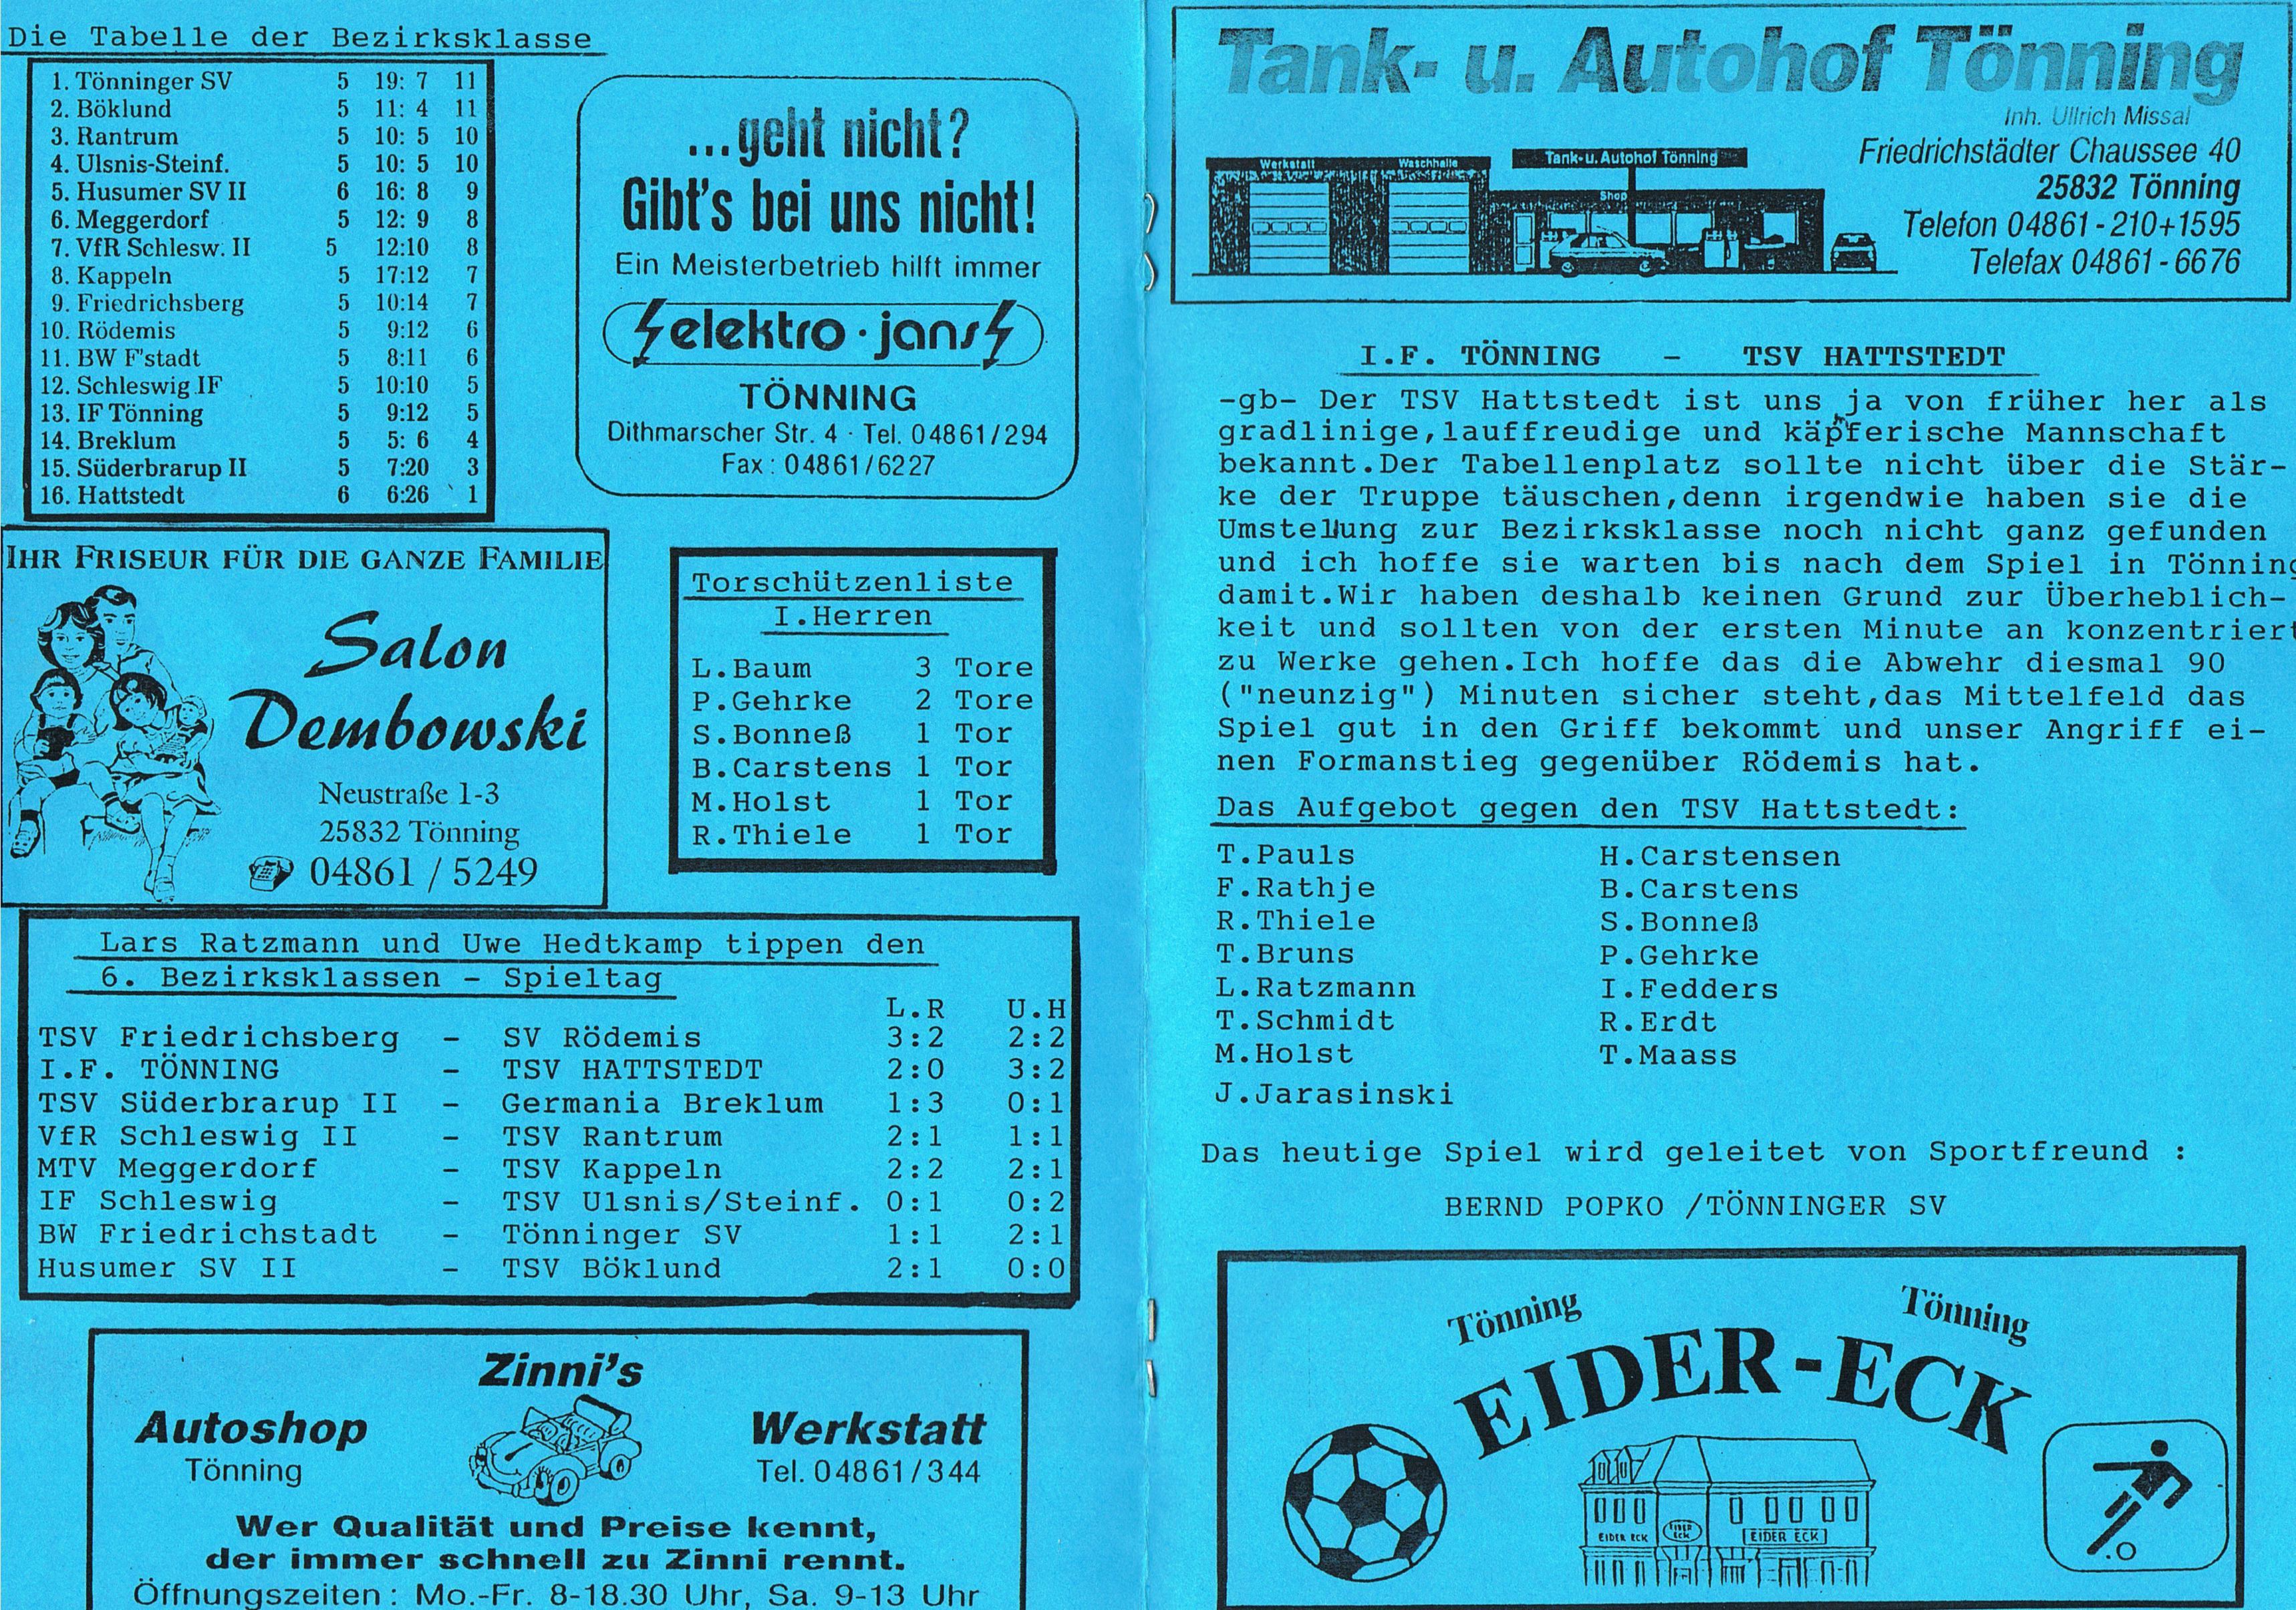 Die Tabelle der Bezirksklasse
1. Tönninger SV 5 19: 7 11
2. Böklund 5 11: 4 11
3. Rantrum 5 10: 5 10
4. Ulsnis-Steinf. 5 10: 5 10
5. Husumer SV II 6 16: 8 9
6. Meggerdorf 5 12: 9 8
7. VfR Schlesw. II 5 12:10 8
8. Kappeln 5 17:12 7
9. Friedrichsberg 5 10:14 7
10. Rödemis 5 9:12 6
11. BW F'stadt 5 8:11 6
12. Schleswig IF 5 10:10 5
13. IF Tönning 5 9:12 5
14. Breklum 5 5: 6 4
15. Süderbrarup II 5 7:20 3
16. Hattstedt 6 6:26 1
...geht nicht?
Gibt's bei uns nicht!
Ein Meisterbetrieb hilft immer
elektro·jans
TÖNNING
Dithmarscher Str. 4 · Tel. 04861/294
Fax: 04861/6227
IHR FRISEUR FÜR DIE GANZE FAMILIE
Salon
Dembowski
Neustraße 1-3
25832 Tönning
04861 / 5249
Torschützenliste
I.Herren
L.Baum 3 Tore
P.Gehrke 2 Tore
S.Bonneß 1 Tor
B.Carstens 1 Tor
M.Holst 1 Tor
R.Thiele 1 Tor
Lars Ratzmann und Uwe Hedtkamp tippen den
6. Bezirksklassen - Spieltag
L.R U.H
TSV Friedrichsberg - SV Rödemis 3:2 2:2
I.F. TÖNNING - TSV HATTSTEDT 2:0 3:2
TSV Süderbrarup II - Germania Breklum 1:3 0:1
VfR Schleswig II - TSV Rantrum 2:1 1:1
MTV Meggerdorf - TSV Kappeln 2:2 2:1
IF Schleswig - TSV Ulsnis/Steinf. 0:1 0:2
BW Friedrichstadt - Tönninger SV 1:1 2:1
Husumer SV II - TSV Böklund 2:1 0:0
Zinni's
Autoshop Werkstatt
Tönning Tel. 04861/344
Wer Qualität und Preise kennt,
der immer schnell zu Zinni rennt.
Öffnungszeiten: Mo.-Fr. 8-18.30 Uhr, Sa. 9-13 Uhr
Tank- u. Autohof Tönning
Inh. Ullrich Missal
Werkstatt Waschhalle Tank-u. Autohof Tönning
Shop
Friedrichstädter Chaussee 40
25832 Tönning
Telefon 04861-210+1595
Telefax 04861-6676
I.F. TÖNNING - TSV HATTSTEDT
-gb- Der TSV Hattstedt ist uns ja von früher her als
gradlinige,lauffreudige und kämpferische Mannschaft
bekannt.Der Tabellenplatz sollte nicht über die Stär-
ke der Truppe täuschen,denn irgendwie haben sie die
Umstellung zur Bezirksklasse noch nicht ganz gefunden
und ich hoffe sie warten bis nach dem Spiel in Tönning
damit.Wir haben deshalb keinen Grund zur Überheblich-
keit und sollten von der ersten Minute an konzentriert
zu Werke gehen.Ich hoffe das die Abwehr diesmal 90
("neunzig") Minuten sicher steht,das Mittelfeld das
Spiel gut in den Griff bekommt und unser Angriff ei-
nen Formanstieg gegenüber Rödemis hat.
Das Aufgebot gegen den TSV Hattstedt:
T.Pauls H.Carstensen
F.Rathje B.Carstens
R.Thiele S.Bonneß
T.Bruns P.Gehrke
L.Ratzmann I.Fedders
T.Schmidt R.Erdt
M.Holst T.Maass
J.Jarasinski
Das heutige Spiel wird geleitet von Sportfreund :
BERND POPKO /TÖNNINGER SV
Tönning Tönning
EIDER-ECK
EIDER ECK EIDER ECK EIDER ECK